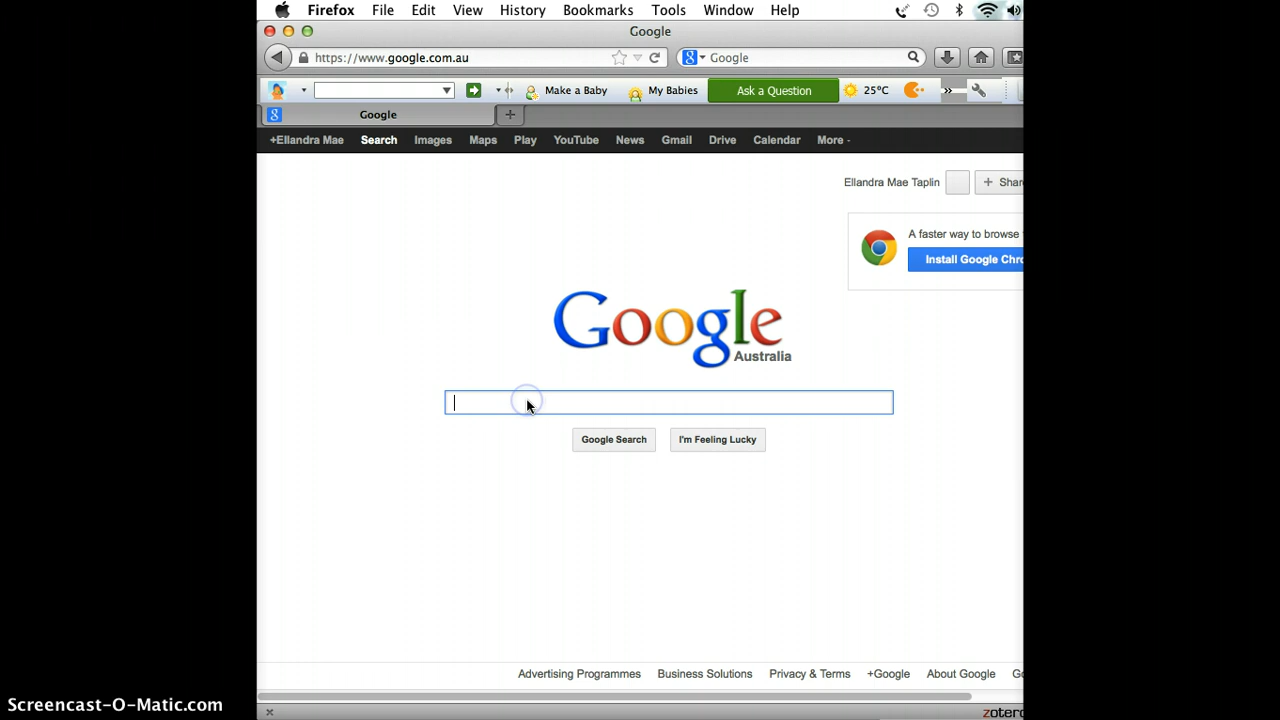 Firefox File Edit View History Bookmarks Tools Window Help
Google
https://www.google.com.au Google
Make a Baby My Babies Ask a Question 25°C »
Google
+Ellandra Mae Search Images Maps Play YouTube News Gmail Drive Calendar More
Ellandra Mae Taplin + Share
A faster way to browse
Install Google Chro
Google
Australia
Google Search I'm Feeling Lucky
Advertising Programmes Business Solutions Privacy & Terms +Google About Google Go
Screencast-O-Matic.com
zotero